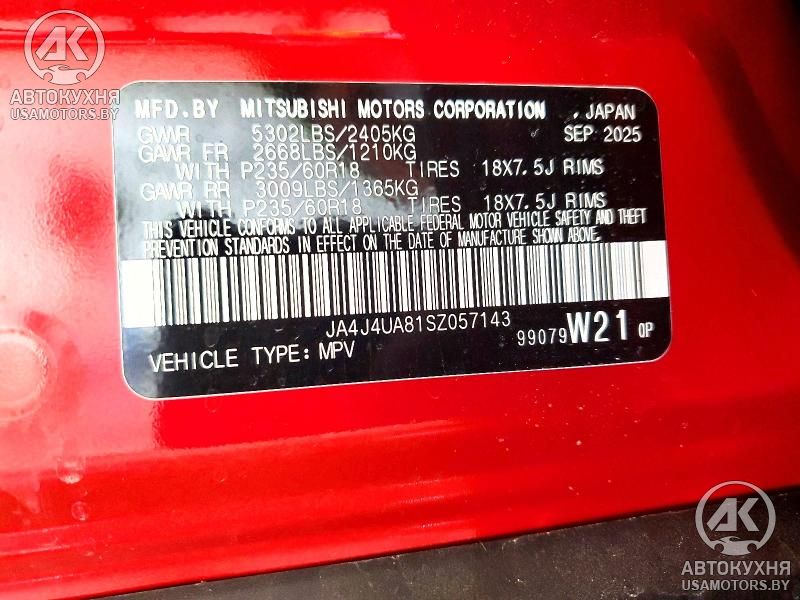 AK
АВТОКУХНЯ
USAMOTORS.BY
MFD.BY MITSUBISHI MOTORS CORPORATION , JAPAN
GVWR 5302LBS/2405KG SEP 2025
GAWR FR 2668LBS/1210KG
WITH P235/60R18 TIRES 18X7.5J RIMS
GAWR RR 3009LBS/1365KG
WITH P235/60R18 TIRES 18X7.5J RIMS
THIS VEHICLE CONFORMS TO ALL APPLICABLE FEDERAL MOTOR VEHICLE SAFETY AND THEFT
PREVENTION STANDARDS IN EFFECT ON THE DATE OF MANUFACTURE SHOWN ABOVE.
JA4J4UA81SZ057143
VEHICLE TYPE: MPV 99079 W21 OP
AK
АВТОКУХНЯ
USAMOTORS.BY